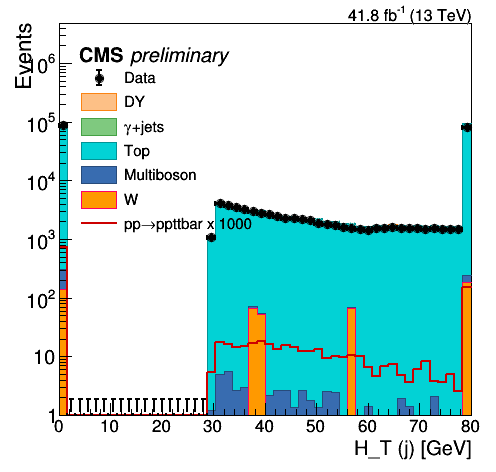 41.8 fb⁻¹ (13 TeV)
Events
CMS preliminary
Data
DY
γ+jets
Top
Multiboson
W
pp→ppttbar x 1000
10⁶
10⁵
10⁴
10³
10²
10
1
0 10 20 30 40 50 60 70 80
H_T (j) [GeV]